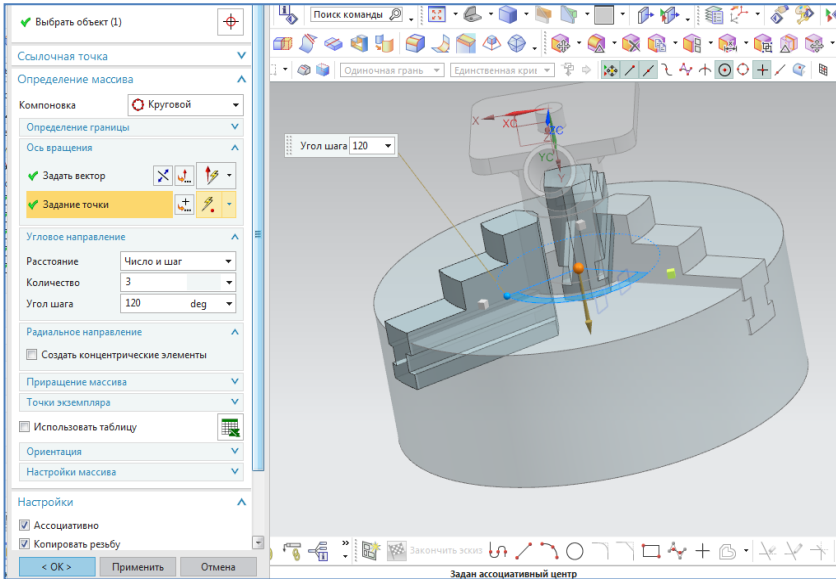 Выбрать объект (1)
Ссылочная точка
Определение массива
Компоновка
Круговой
Определение границы
Ось вращения
Задать вектор
Задание точки
Угловое направление
Расстояние
Число и шаг
Количество
3
Угол шага
120 deg
Радиальное направление
Создать концентрические элементы
Приращение массива
Точки экземпляра
Использовать таблицу
Ориентация
Настройки массива
Настройки
Ассоциативно
Копировать резьбу
< OK >
Применить
Отмена
Поиск команды
Одиночная грань
Единственная крив
Угол шага 120
X
XC
ZC
YC
Закончить эскиз
Задан ассоциативный центр